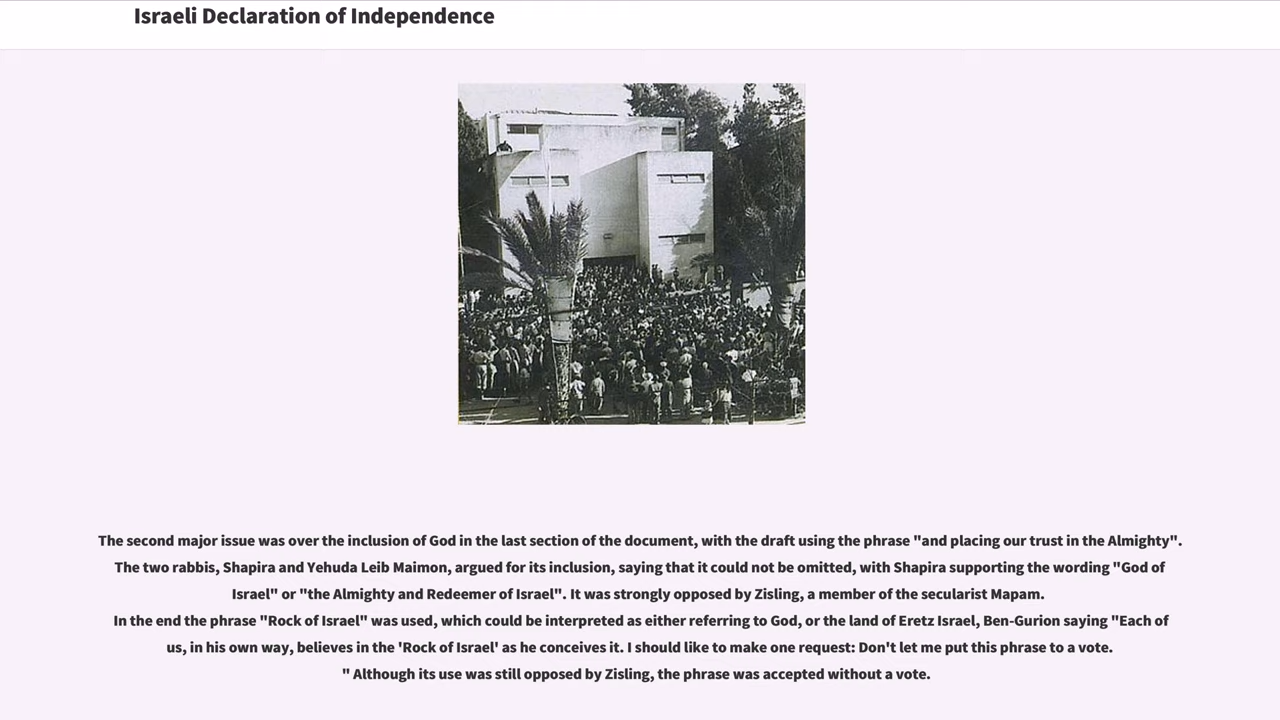 Israeli Declaration of Independence
The second major issue was over the inclusion of God in the last section of the document, with the draft using the phrase "and placing our trust in the Almighty".
The two rabbis, Shapira and Yehuda Leib Maimon, argued for its inclusion, saying that it could not be omitted, with Shapira supporting the wording "God of
Israel" or "the Almighty and Redeemer of Israel". It was strongly opposed by Zisling, a member of the secularist Mapam.
In the end the phrase "Rock of Israel" was used, which could be interpreted as either referring to God, or the land of Eretz Israel, Ben-Gurion saying "Each of
us, in his own way, believes in the 'Rock of Israel' as he conceives it. I should like to make one request: Don't let me put this phrase to a vote.
" Although its use was still opposed by Zisling, the phrase was accepted without a vote.